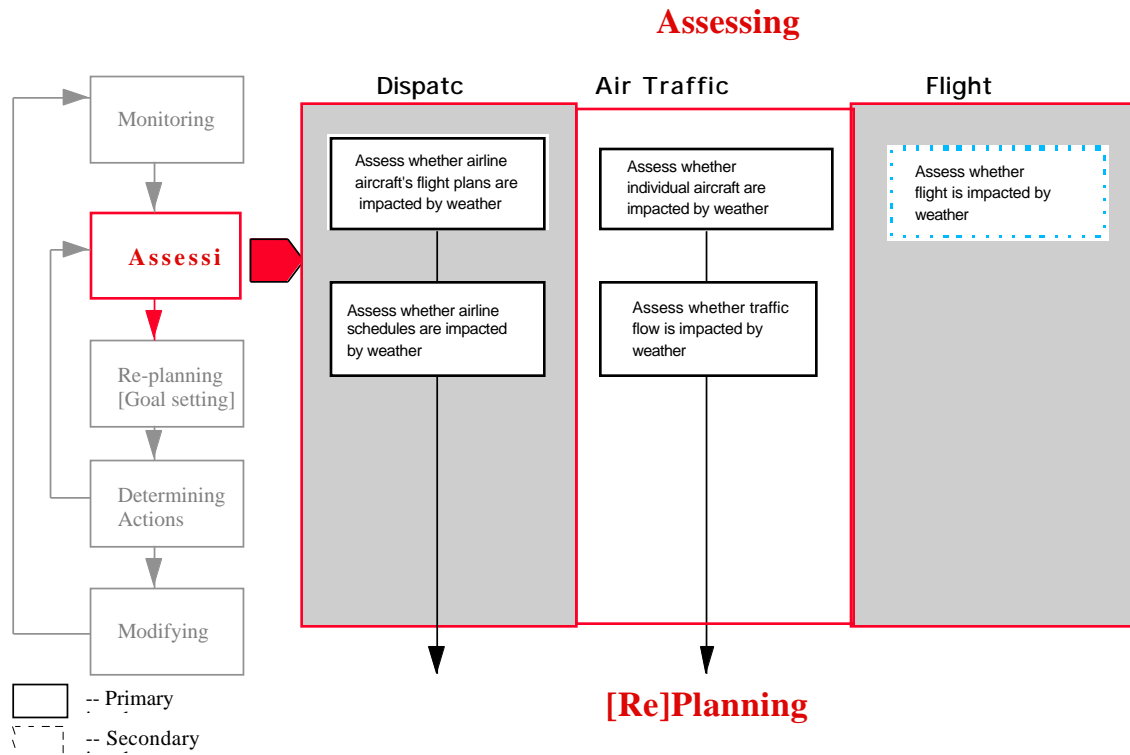 Assessing
Dispatc
Air Traffic
Flight
Monitoring
Assessi
Re-planning
[Goal setting]
Determining
Actions
Modifying
Assess whether airline
aircraft's flight plans are
impacted by weather
Assess whether airline
schedules are impacted
by weather
Assess whether
individual aircraft are
impacted by weather
Assess whether traffic
flow is impacted by
weather
Assess whether
flight is impacted by
weather
[Re]Planning
-- Primary
-- Secondary